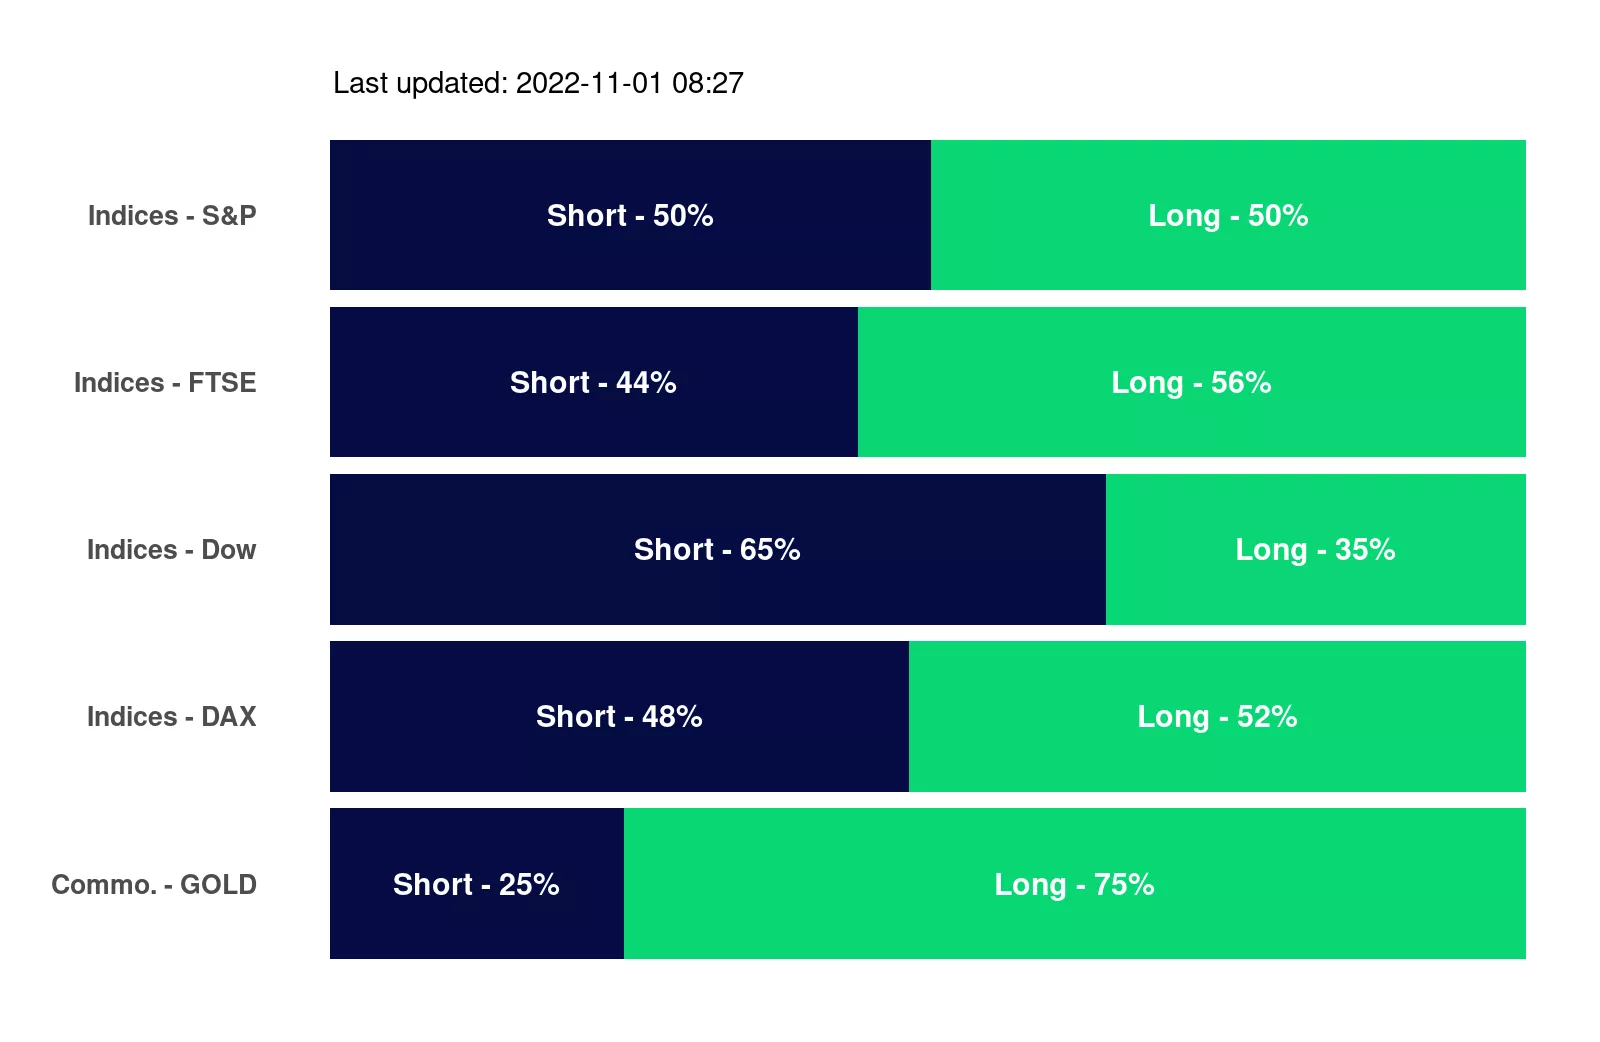 Last updated: 2022-11-01 08:27
Indices - S&P Short - 50% Long - 50%
Indices - FTSE Short - 44% Long - 56%
Indices - Dow Short - 65% Long - 35%
Indices - DAX Short - 48% Long - 52%
Commo. - GOLD Short - 25% Long - 75%